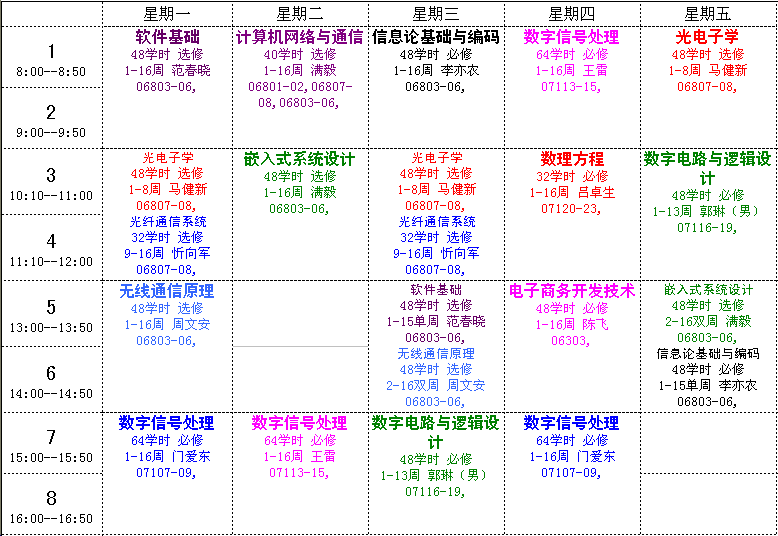 星期一 星期二 星期三 星期四 星期五
1
8:00--8:50
2
9:00--9:50
软件基础
48学时 选修
1-16周 范春晓
06803-06,
计算机网络与通信
40学时 选修
1-16周 满毅
06801-02,06807-
08,06803-06,
信息论基础与编码
48学时 必修
1-16周 李亦农
06803-06,
数字信号处理
64学时 必修
1-16周 王雷
07113-15,
光电子学
48学时 选修
1-8周 马健新
06807-08,
3
10:10--11:00
4
11:10--12:00
光电子学
48学时 选修
1-8周 马健新
06807-08,
光纤通信系统
32学时 选修
9-16周 忻向军
06807-08,
嵌入式系统设计
48学时 选修
1-16周 满毅
06803-06,
光电子学
48学时 选修
1-8周 马健新
06807-08,
光纤通信系统
32学时 选修
9-16周 忻向军
06807-08,
数理方程
32学时 必修
1-16周 吕卓生
07120-23,
数字电路与逻辑设
计
48学时 必修
1-13周 郭琳（男）
07116-19,
5
13:00--13:50
6
14:00--14:50
无线通信原理
48学时 选修
1-16周 周文安
06803-06,
软件基础
48学时 选修
1-15单周 范春晓
06803-06,
无线通信原理
48学时 选修
2-16双周 周文安
06803-06,
电子商务开发技术
48学时 必修
1-16周 陈飞
06303,
嵌入式系统设计
48学时 选修
2-16双周 满毅
06803-06,
信息论基础与编码
48学时 必修
1-15单周 李亦农
06803-06,
7
15:00--15:50
8
16:00--16:50
数字信号处理
64学时 必修
1-16周 门爱东
07107-09,
数字信号处理
64学时 必修
1-16周 王雷
07113-15,
数字电路与逻辑设
计
48学时 必修
1-13周 郭琳（男）
07116-19,
数字信号处理
64学时 必修
1-16周 门爱东
07107-09,